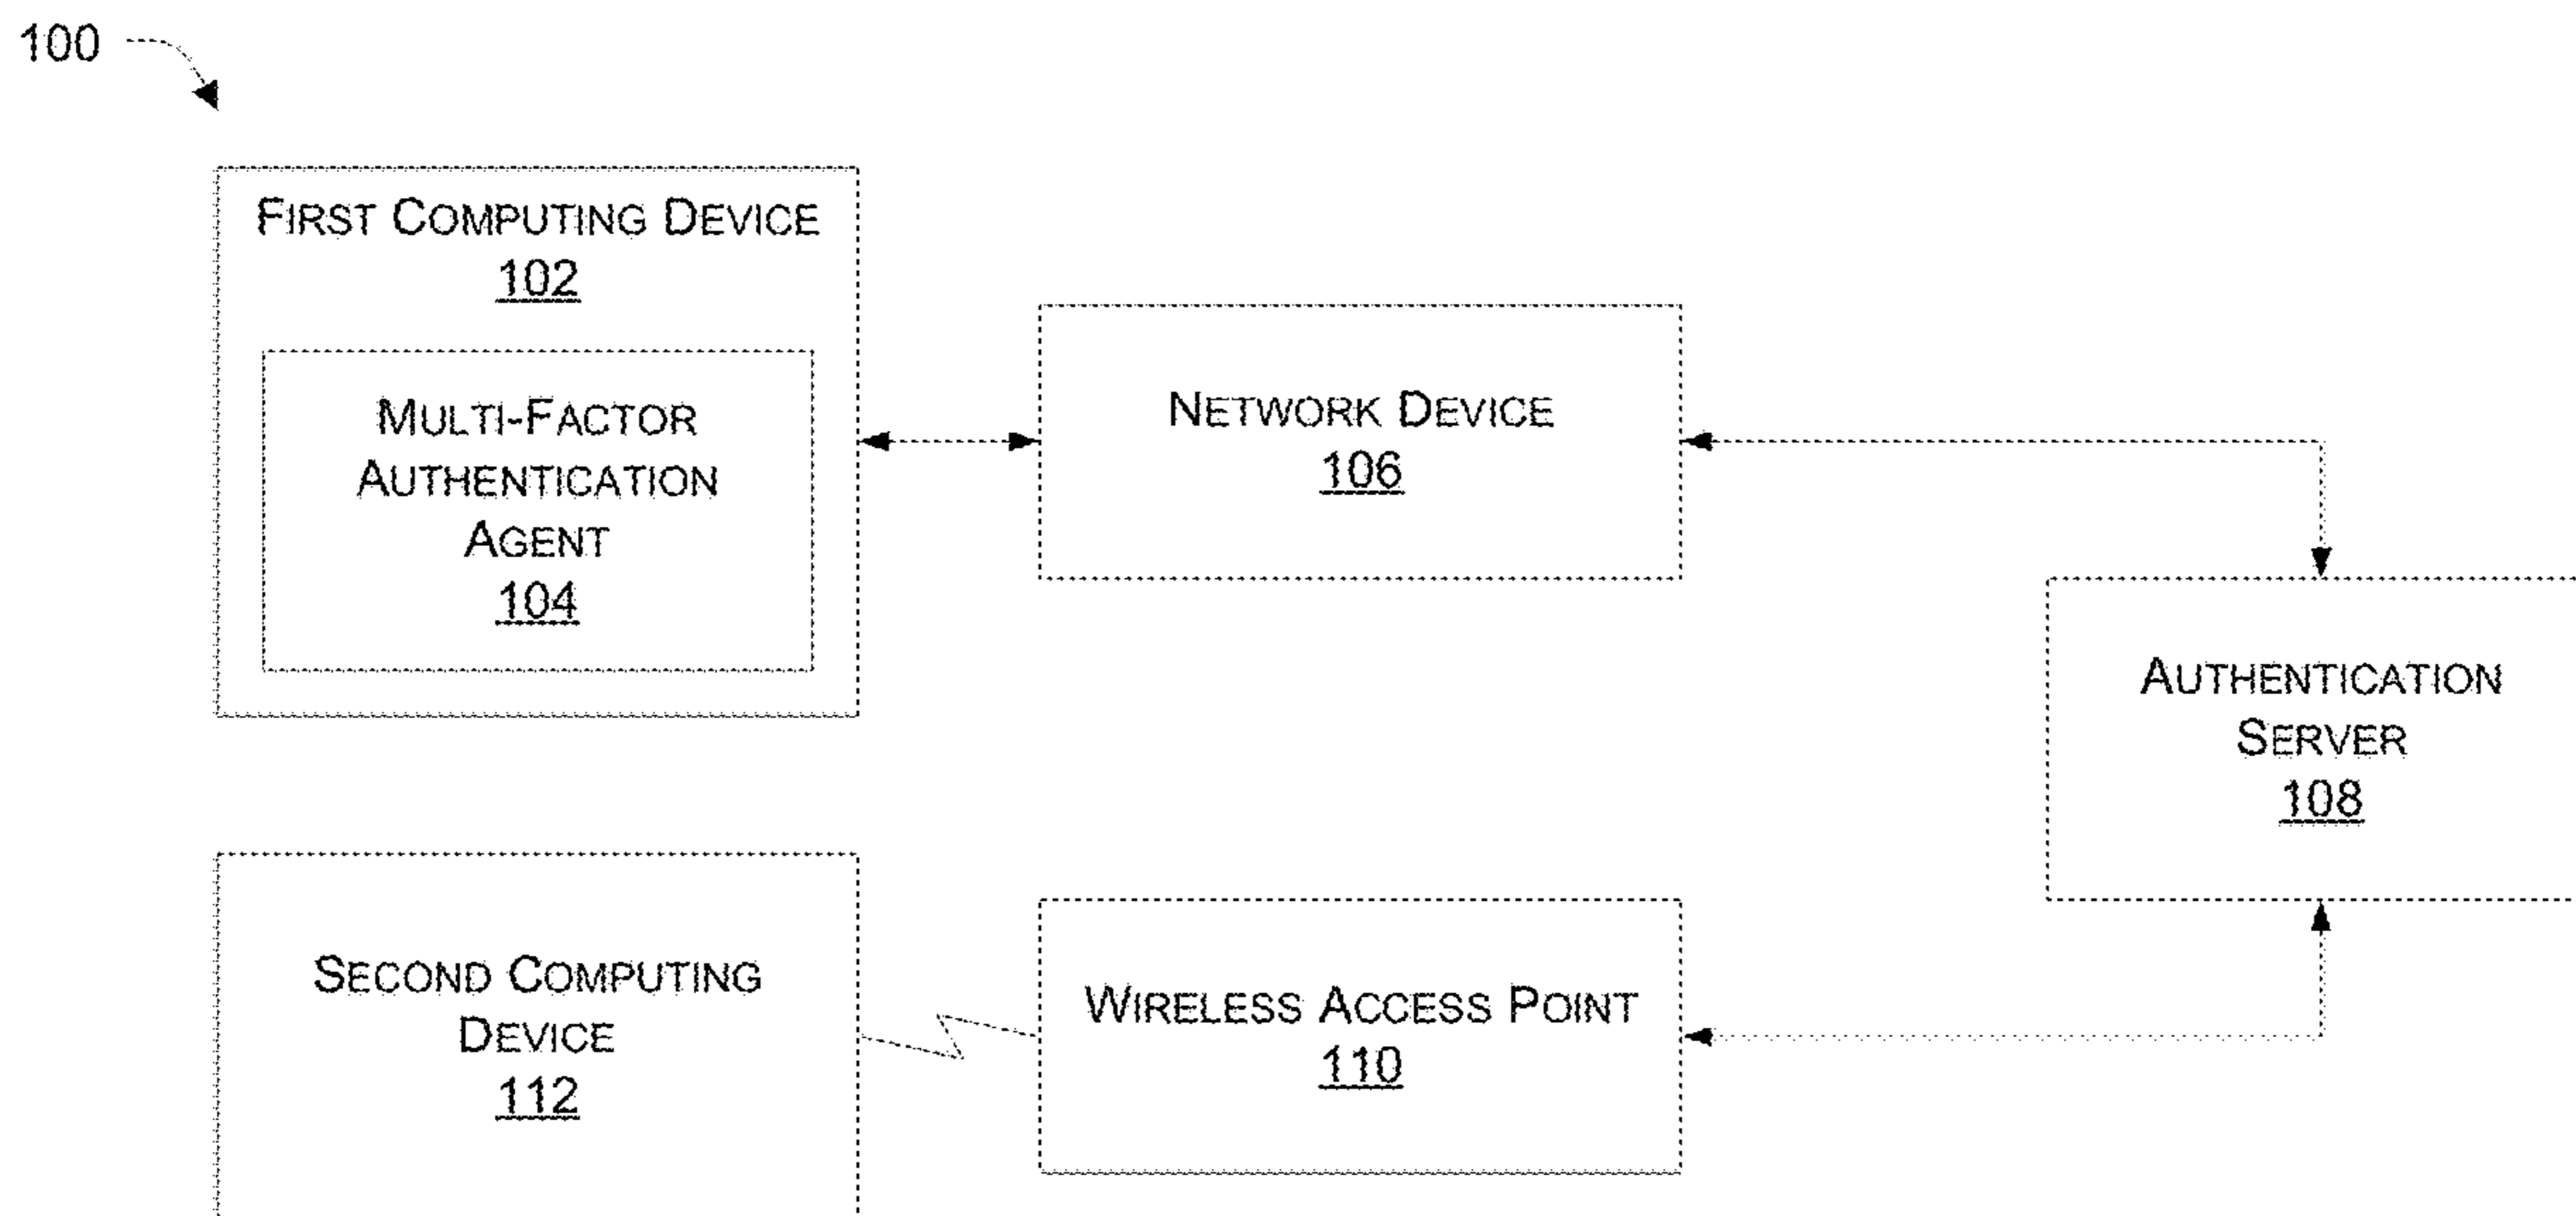 100
FIRST COMPUTING DEVICE
102
MULTI-FACTOR
AUTHENTICATION
AGENT
104
NETWORK DEVICE
106
AUTHENTICATION
SERVER
108
SECOND COMPUTING
DEVICE
112
WIRELESS ACCESS POINT
110